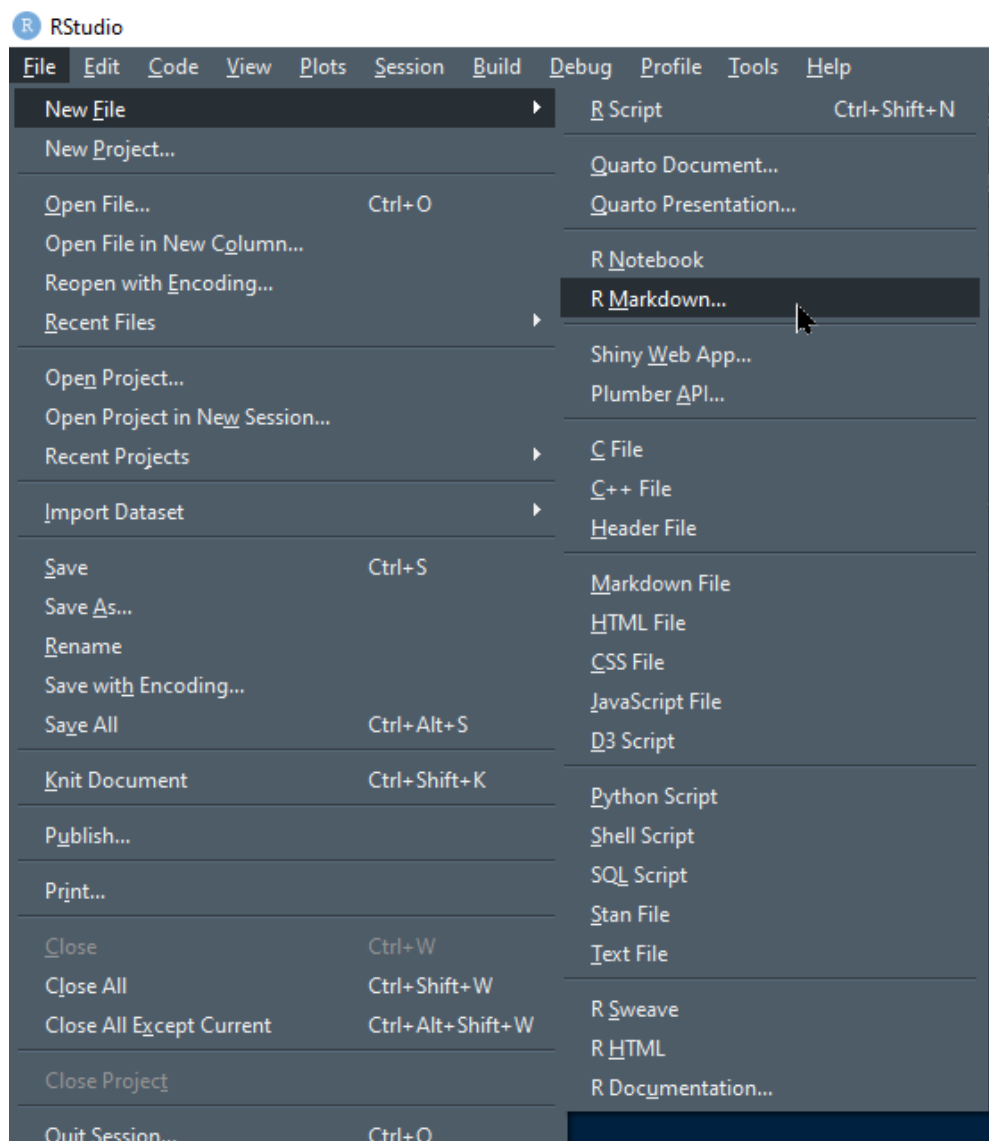 R RStudio
File Edit Code View Plots Session Build Debug Profile Tools Help
New File
New Project...
Open File... Ctrl+O
Open File in New Column...
Reopen with Encoding...
Recent Files
Open Project...
Open Project in New Session...
Recent Projects
Import Dataset
Save Ctrl+S
Save As...
Rename
Save with Encoding...
Save All Ctrl+Alt+S
Knit Document Ctrl+Shift+K
Publish...
Print...
Close Ctrl+W
Close All Ctrl+Shift+W
Close All Except Current Ctrl+Alt+Shift+W
Close Project
Quit Session... Ctrl+Q
R Script Ctrl+Shift+N
Quarto Document...
Quarto Presentation...
R Notebook
R Markdown...
Shiny Web App...
Plumber API...
C File
C++ File
Header File
Markdown File
HTML File
CSS File
JavaScript File
D3 Script
Python Script
Shell Script
SQL Script
Stan File
Text File
R Sweave
R HTML
R Documentation...